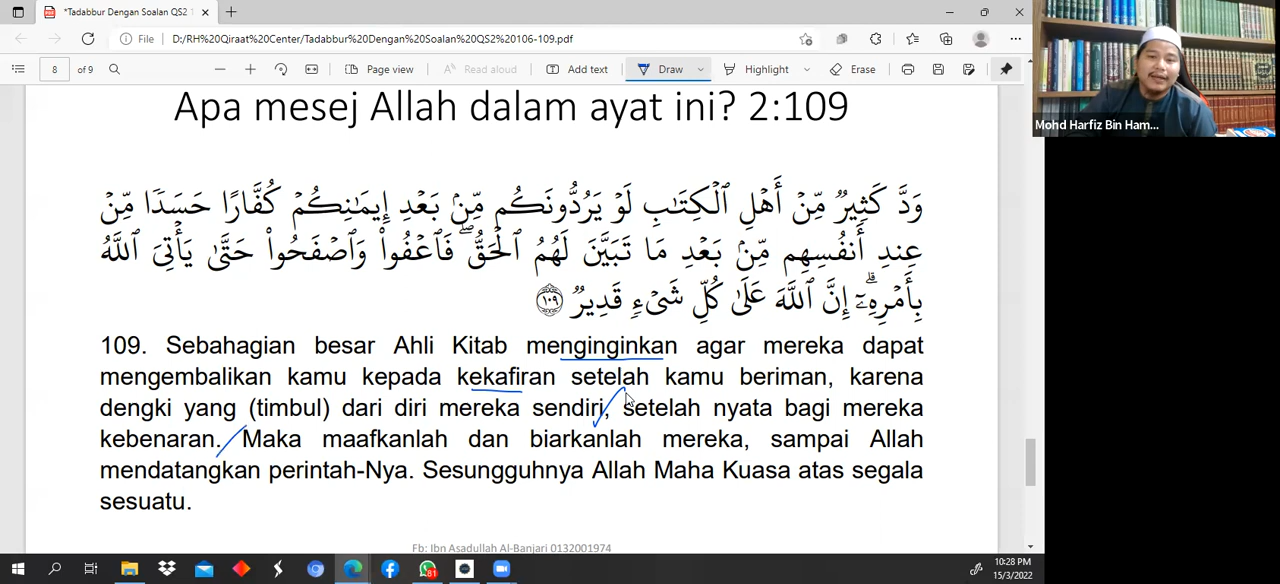 *Tadabbur Dengan Soalan QS2 1
File
D:/RH%20Qiraat%20Center/Tadabbur%20Dengan%20Soalan%20QS2%20106-109.pdf
8 of 9
Page view
Read aloud
Add text
Draw
Highlight
Erase
Mohd Harfiz Bin Ham...
Apa mesej Allah dalam ayat ini? 2:109
وَدَّ كَثِيرٌ مِّنْ أَهْلِ ٱلْكِتَٰبِ لَوْ يَرُدُّونَكُم مِّنۢ بَعْدِ إِيمَٰنِكُمْ كُفَّارًا حَسَدًا مِّنْ
عِندِ أَنفُسِهِم مِّنۢ بَعْدِ مَا تَبَيَّنَ لَهُمُ ٱلْحَقُّ ۖ فَٱعْفُوا۟ وَٱصْفَحُوا۟ حَتَّىٰ يَأْتِىَ ٱللَّهُ
بِأَمْرِهِۦٓ ۗ إِنَّ ٱللَّهَ عَلَىٰ كُلِّ شَىْءٍ قَدِيرٌ ١٠٩
109. Sebahagian besar Ahli Kitab menginginkan agar mereka dapat
mengembalikan kamu kepada kekafiran setelah kamu beriman, karena
dengki yang (timbul) dari diri mereka sendiri, setelah nyata bagi mereka
kebenaran. Maka maafkanlah dan biarkanlah mereka, sampai Allah
mendatangkan perintah-Nya. Sesungguhnya Allah Maha Kuasa atas segala
sesuatu.
Fb: Ibn Asadullah Al-Banjari 0132001974
81
10:28 PM
15/3/2022